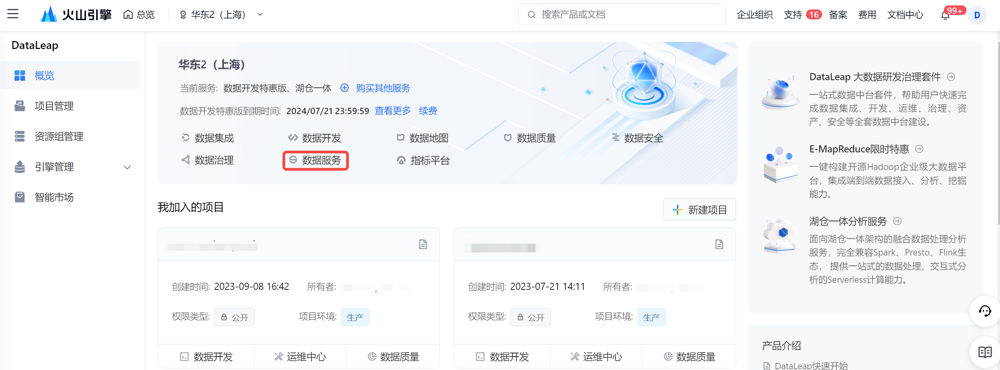 火山引擎
总览
华东2（上海）
搜索产品或文档
企业组织
支持
16
备案
费用
文档中心
99+
D
DataLeap
概览
项目管理
资源组管理
引擎管理
智能市场
华东2（上海）
当前服务: 数据开发特惠版、湖仓一体 购买其他服务
数据开发特惠版到期时间: 2024/07/21 23:59:59 查看更多 续费
数据集成
数据开发
数据地图
数据质量
数据安全
数据治理
数据服务
指标平台
我加入的项目
新建项目
创建时间: 2023-09-08 16:42 所有者:
权限类型: 公开 项目环境: 生产
数据开发
运维中心
数据质量
创建时间: 2023-07-21 14:11 所有者:
权限类型: 公开 项目环境: 生产
数据开发
运维中心
数据质量
DataLeap 大数据研发治理套件
一站式数据中台套件，帮助用户快速完
成数据集成、开发、运维、治理、资
产、安全等全套数据中台建设。
E-MapReduce限时特惠
一键构建开源Hadoop企业级大数据平
台，集成端到端数据接入、分析、挖掘
能力。
湖仓一体分析服务
面向湖仓一体架构的融合数据处理分析
服务，完全兼容Spark、Presto、Flink生
态， 提供一站式的数据处理、交互式分
析的Serverless计算能力。
产品介绍
DataLeap快速开始